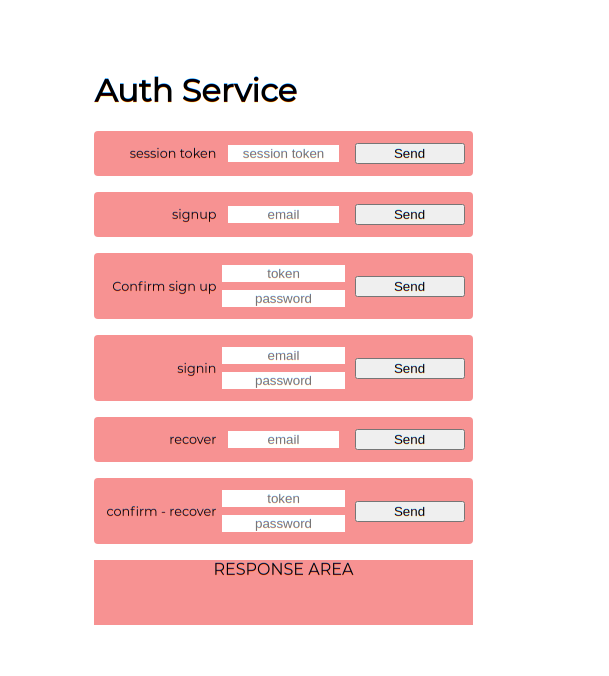 Auth Service
session token session token Send
signup email Send
token
Confirm sign up Send
password
email
signin Send
password
recover email Send
token
confirm - recover Send
password
RESPONSE AREA